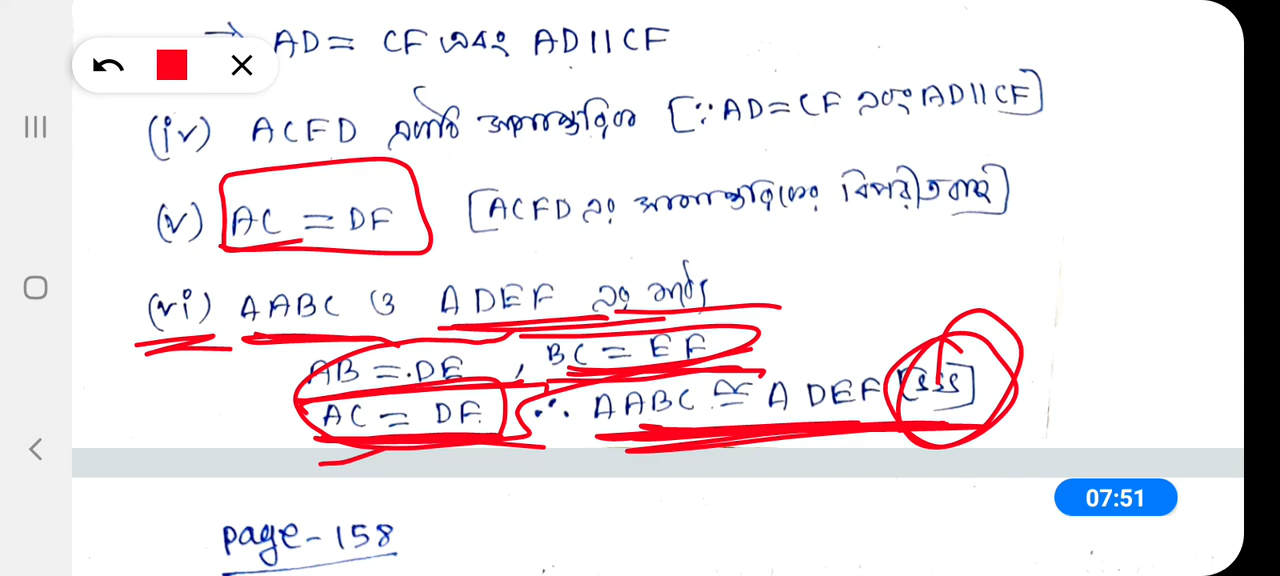 → AD = CF এবং AD || CF
(iv) ACFD একটি সামান্তরিক [∵ AD = CF এবং AD || CF]
(v) AC = DF [ACFD এর সামান্তরিকের বিপরীত বাহু]
(vi) ΔABC ও ΔDEF এর
AB = DE, BC = EF
AC = DF ∴ ΔABC ≅ ΔDEF [SSS]
07:51
page-158